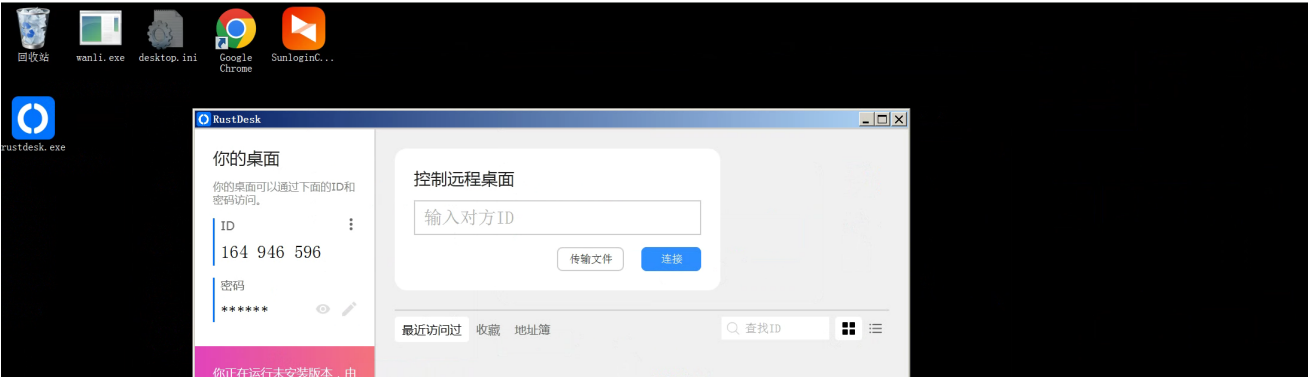 回收站
wanli.exe
desktop.ini
Google
Chrome
SunloginC...
rustdesk.exe
RustDesk
你的桌面
你的桌面可以通过下面的ID和
密码访问。
ID
164 946 596
密码
******
你正在运行未安装版本，由
控制远程桌面
输入对方ID
传输文件
连接
最近访问过
收藏
地址簿
查找ID